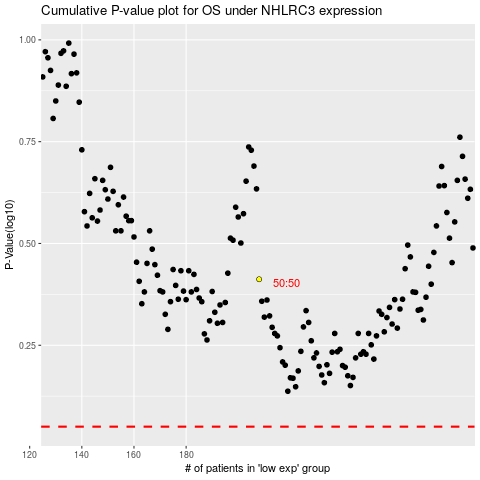 Cumulative P-value plot for OS under NHLRC3 expression
P-Value(log10)
1.00
0.75
0.50
0.25
50:50
120 140 160 180
# of patients in 'low exp' group